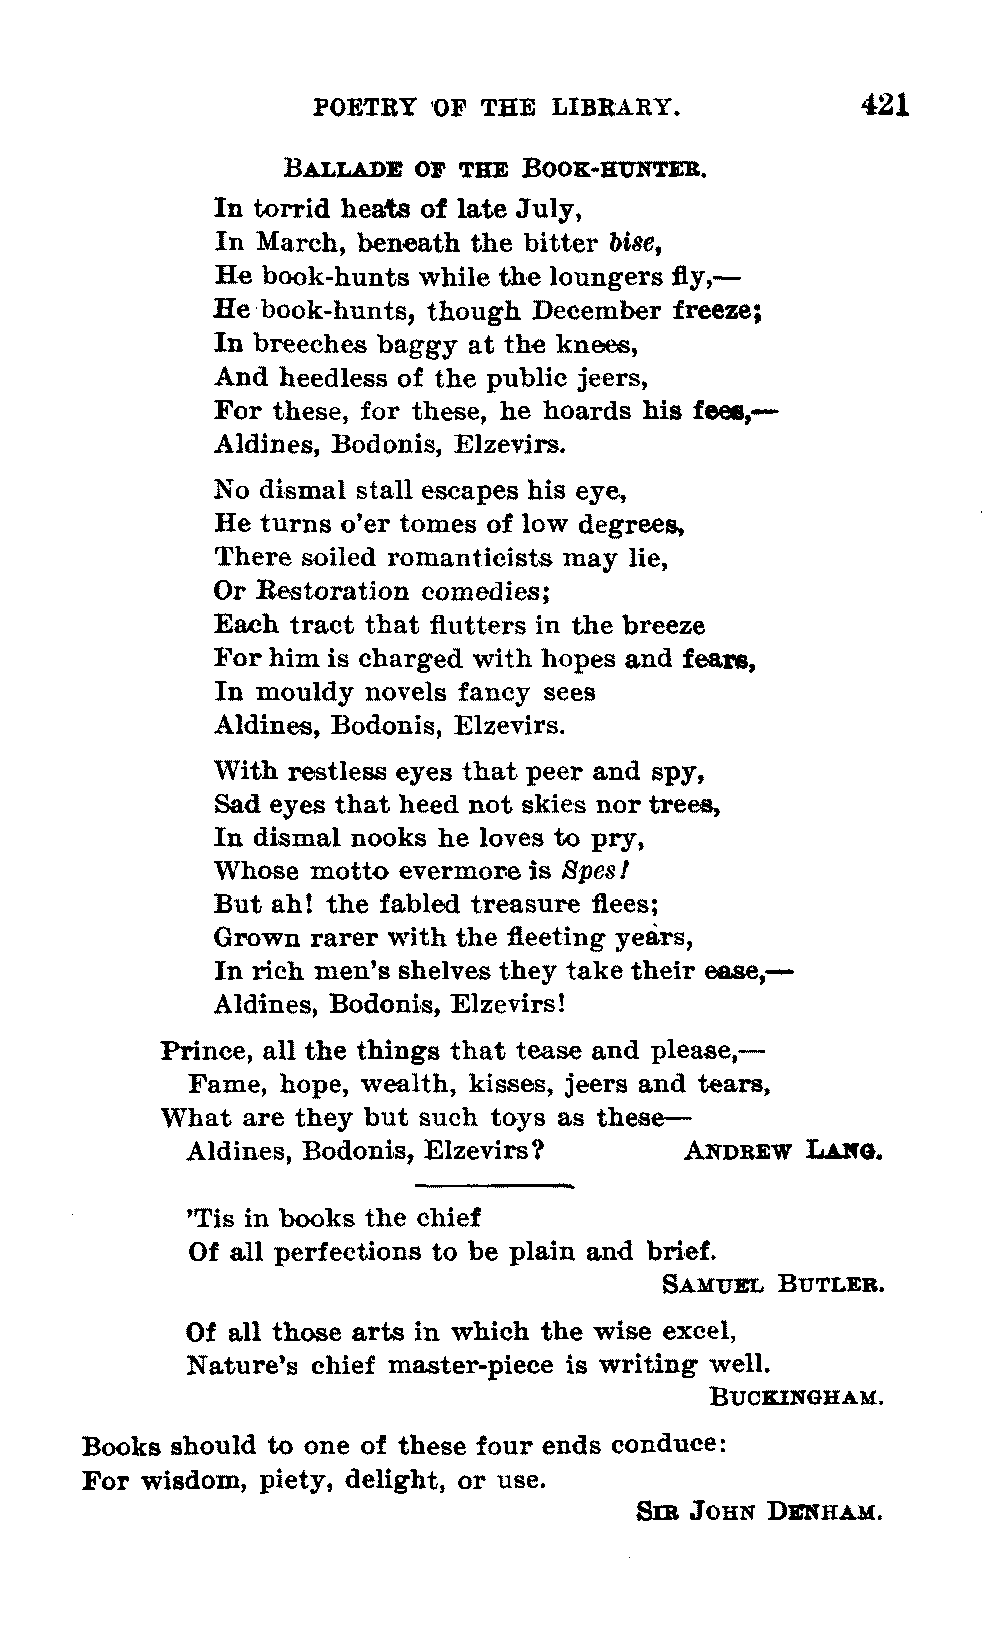 POETRY OF THE LIBRARY. 421
BALLADE OF THE BOOK-HUNTER.
In torrid heats of late July,
In March, beneath the bitter bise,
He book-hunts while the loungers fly,—
He book-hunts, though December freeze;
In breeches baggy at the knees,
And heedless of the public jeers,
For these, for these, he hoards his fees,—
Aldines, Bodonis, Elzevirs.
No dismal stall escapes his eye,
He turns o'er tomes of low degrees,
There soiled romanticists may lie,
Or Restoration comedies;
Each tract that flutters in the breeze
For him is charged with hopes and fears,
In mouldy novels fancy sees
Aldines, Bodonis, Elzevirs.
With restless eyes that peer and spy,
Sad eyes that heed not skies nor trees,
In dismal nooks he loves to pry,
Whose motto evermore is Spes!
But ah! the fabled treasure flees;
Grown rarer with the fleeting years,
In rich men's shelves they take their ease,—
Aldines, Bodonis, Elzevirs!
Prince, all the things that tease and please,—
Fame, hope, wealth, kisses, jeers and tears,
What are they but such toys as these—
Aldines, Bodonis, Elzevirs? ANDREW LANG.
'Tis in books the chief
Of all perfections to be plain and brief.
SAMUEL BUTLER.
Of all those arts in which the wise excel,
Nature's chief master-piece is writing well.
BUCKINGHAM.
Books should to one of these four ends conduce:
For wisdom, piety, delight, or use.
SIR JOHN DENHAM.